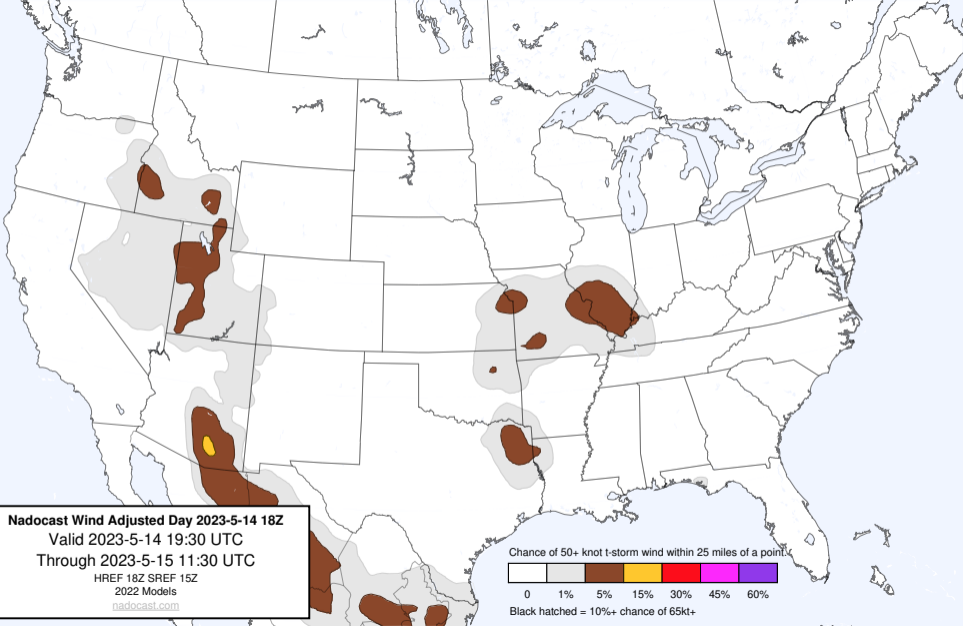 Nadocast Wind Adjusted Day 2023-5-14 18Z
Valid 2023-5-14 19:30 UTC
Through 2023-5-15 11:30 UTC
HREF 18Z SREF 15Z
2022 Models
nadocast.com
Chance of 50+ knot t-storm wind within 25 miles of a point.
0 1% 5% 15% 30% 45% 60%
Black hatched = 10%+ chance of 65kt+